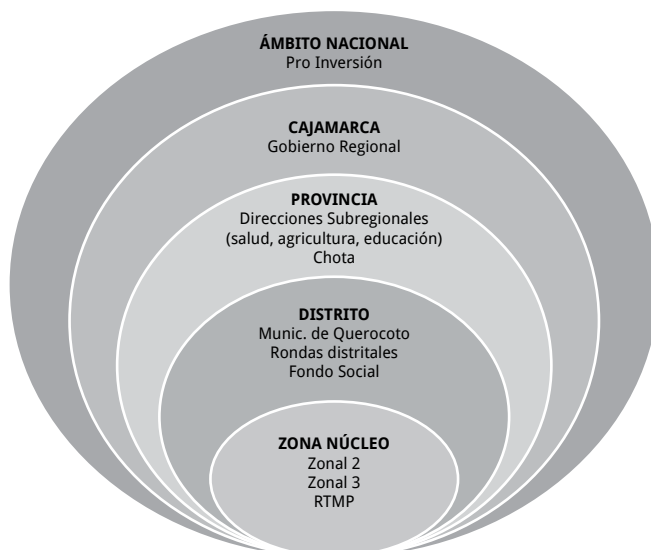 ÁMBITO NACIONAL
Pro Inversión
CAJAMARCA
Gobierno Regional
PROVINCIA
Direcciones Subregionales
(salud, agricultura, educación)
Chota
DISTRITO
Munic. de Querocoto
Rondas distritales
Fondo Social
ZONA NÚCLEO
Zonal 2
Zonal 3
RTMP